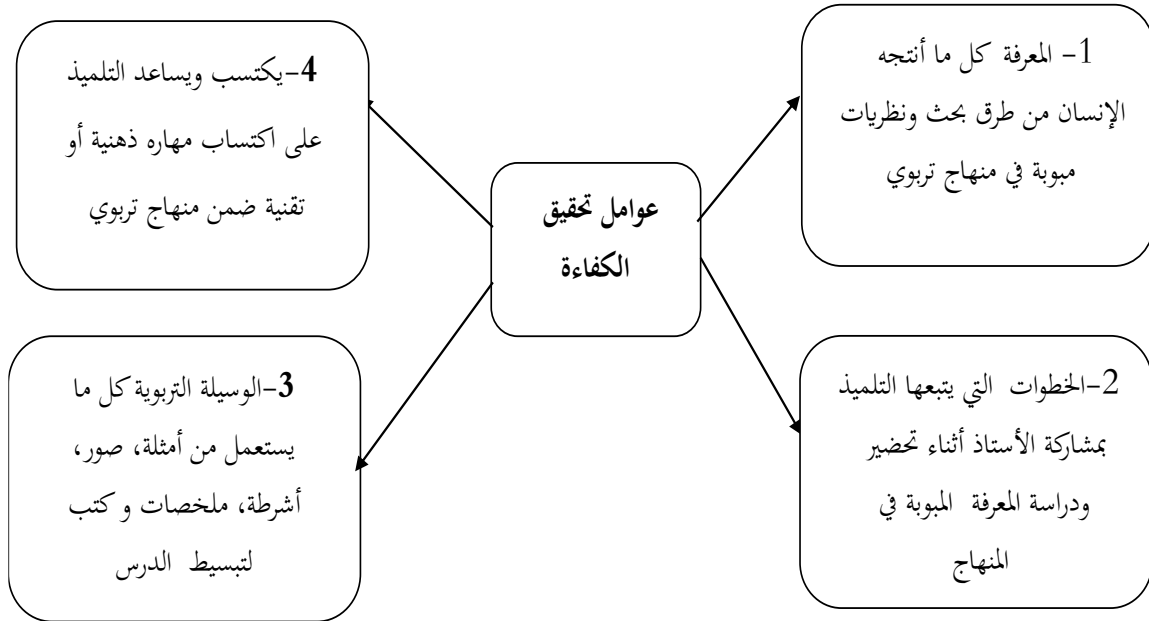 عوامل تحقيق
الكفاءة
1- المعرفة كل ما أنتجه
الإنسان من طرق بحث ونظريات
مبوبة في منهاج تربوي
2-الخطوات التي يتبعها التلميذ
بمشاركة الأستاذ أثناء تحضير
ودراسة المعرفة المبوبة في
المنهاج
3-الوسيلة التربوية كل ما
يستعمل من أمثلة، صور،
أشرطة، ملخصات و كتب
لتبسيط الدرس
4-يكتسب ويساعد التلميذ
على اكتساب مهاره ذهنية أو
تقنية ضمن منهاج تربوي